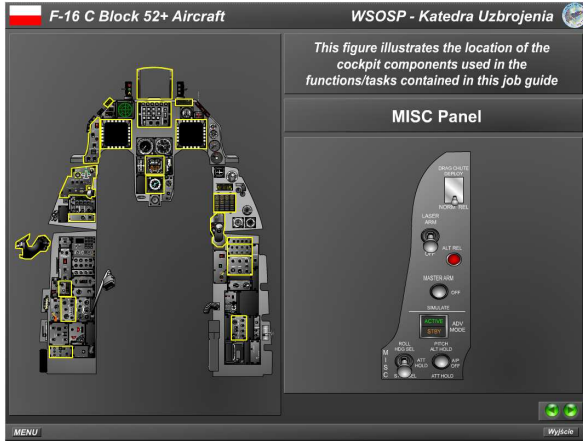 F-16 C Block 52+ Aircraft
WSOSP - Katedra Uzbrojenia
This figure illustrates the location of the
cockpit components used in the
functions/tasks contained in this job guide
MISC Panel
DRAG CHUTE
DEPLOY
NORM REL
LASER
ARM
OFF
ALT REL
MASTER ARM
OFF
SIMULATE
ACTIVE
STBY
ADV
MODE
ROLL
HDG SEL
PITCH
ALT HOLD
ATT
HOLD
A/P
OFF
ATT HOLD
MISC
MENU
Wyjście